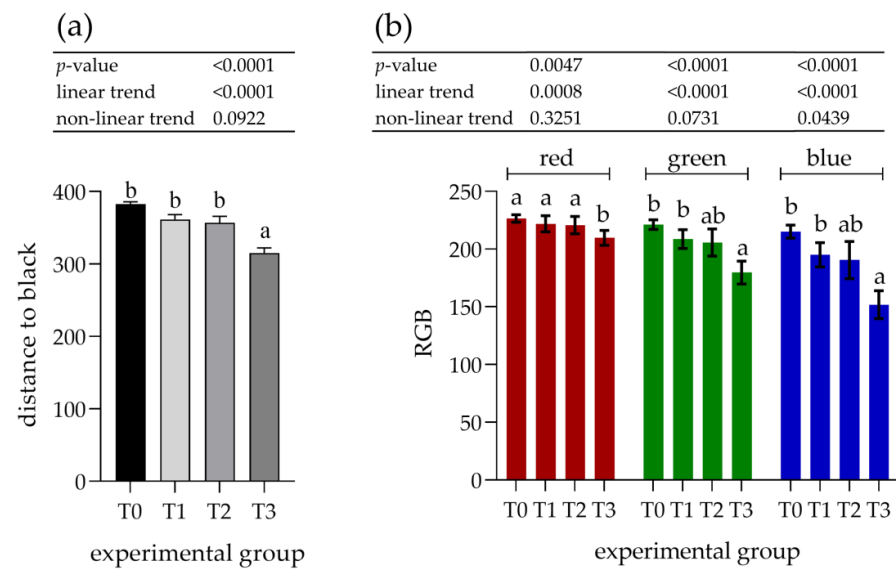 (a)
p-value <0.0001
linear trend <0.0001
non-linear trend 0.0922
400
300
200
100
0
distance to black
b
b
b
a
T0 T1 T2 T3
experimental group
(b)
p-value 0.0047 <0.0001 <0.0001
linear trend 0.0008 <0.0001 <0.0001
non-linear trend 0.3251 0.0731 0.0439
red green blue
250
200
150
100
50
0
RGB
a a a b
b b ab a
b b ab a
T0 T1 T2 T3 T0 T1 T2 T3 T0 T1 T2 T3
experimental group